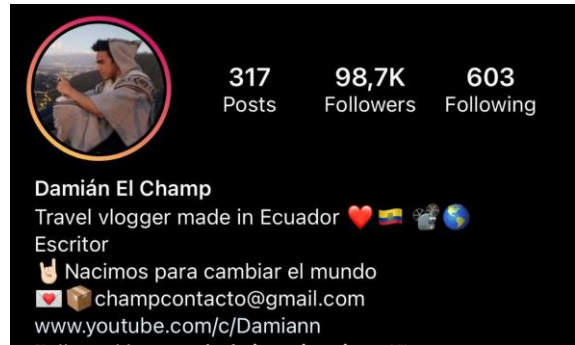 317 98,7K 603
Posts Followers Following
Damián El Champ
Travel vlogger made in Ecuador ❤️🇪🇨 📽️🌎
Escritor
🤘🏻Nacimos para cambiar el mundo
💌📦champcontacto@gmail.com
www.youtube.com/c/Damiann